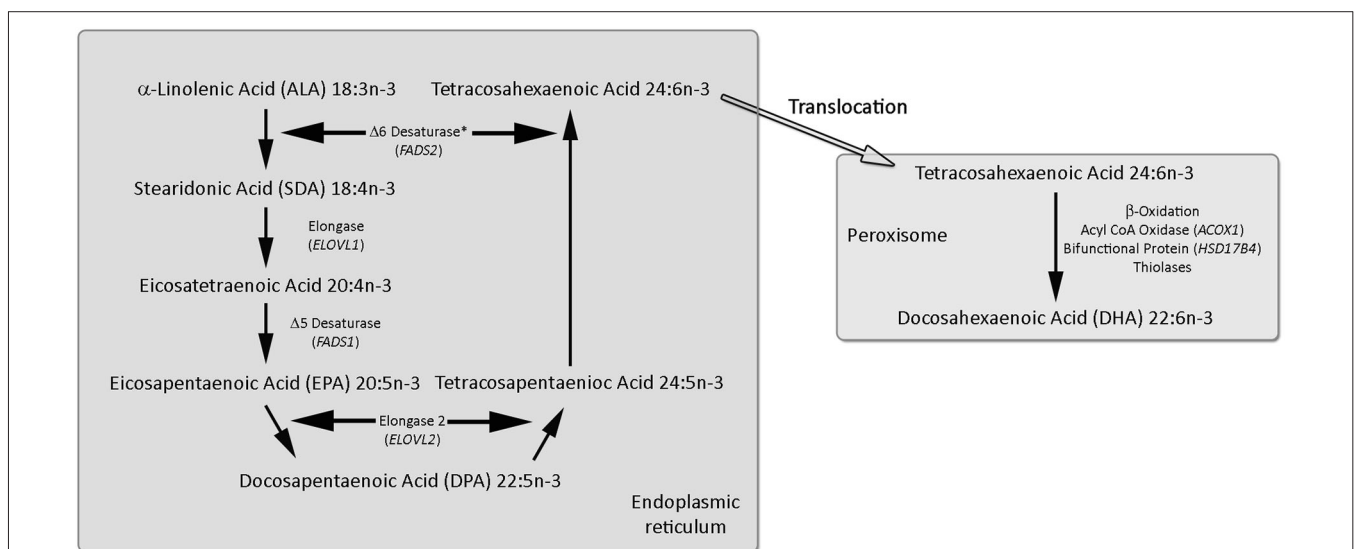 α-Linolenic Acid (ALA) 18:3n-3
Tetracosahexaenoic Acid 24:6n-3
Δ6 Desaturase*
(FADS2)
Stearidonic Acid (SDA) 18:4n-3
Elongase
(ELOVL1)
Eicosatetraenoic Acid 20:4n-3
Δ5 Desaturase
(FADS1)
Eicosapentaenoic Acid (EPA) 20:5n-3
Tetracosapentaenioc Acid 24:5n-3
Elongase 2
(ELOVL2)
Docosapentaenoic Acid (DPA) 22:5n-3
Endoplasmic
reticulum
Translocation
Tetracosahexaenoic Acid 24:6n-3
Peroxisome
β-Oxidation
Acyl CoA Oxidase (ACOX1)
Bifunctional Protein (HSD17B4)
Thiolases
Docosahexaenoic Acid (DHA) 22:6n-3